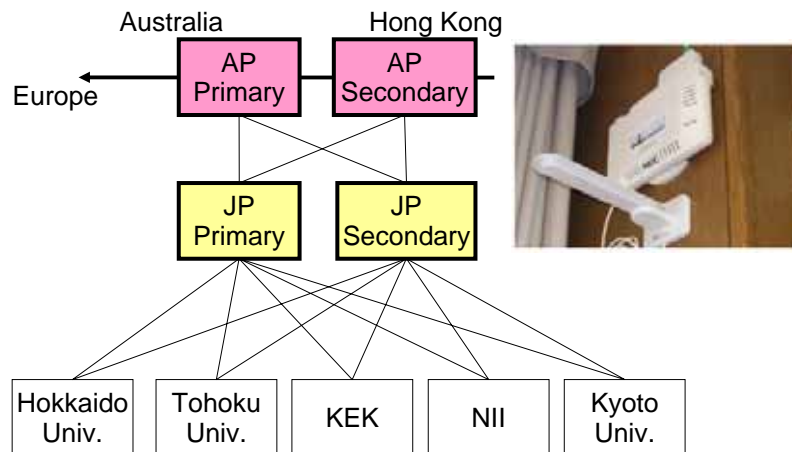 Australia
Hong Kong
AP
Primary
AP
Secondary
Europe
JP
Primary
JP
Secondary
Hokkaido
Univ.
Tohoku
Univ.
KEK
NII
Kyoto
Univ.